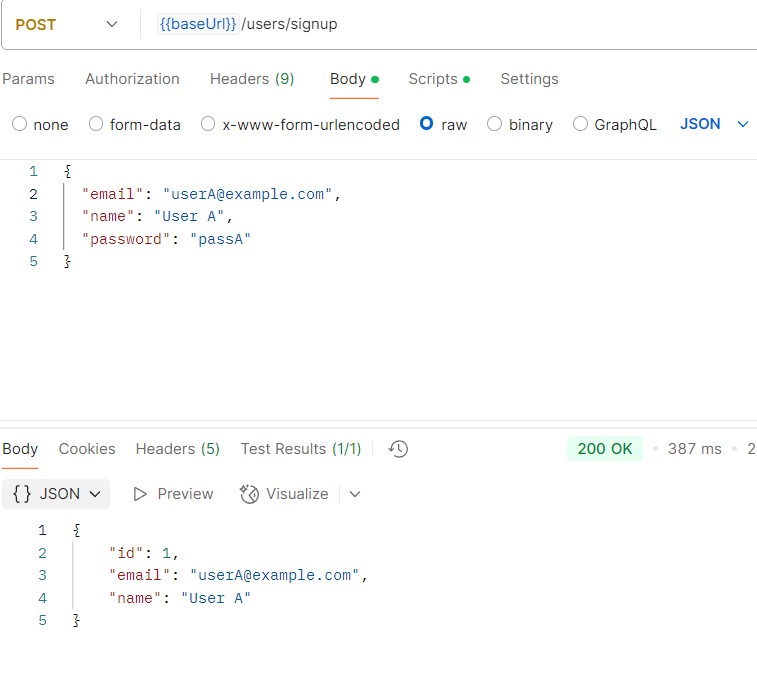 POST {{baseUrl}}/users/signup
Params Authorization Headers (9) Body Scripts Settings
none form-data x-www-form-urlencoded raw binary GraphQL JSON
1 {
2 "email": "userA@example.com",
3 "name": "User A",
4 "password": "passA"
5 }
Body Cookies Headers (5) Test Results (1/1) 200 OK 387 ms 2
{} JSON Preview Visualize
1 {
2 "id": 1,
3 "email": "userA@example.com",
4 "name": "User A"
5 }